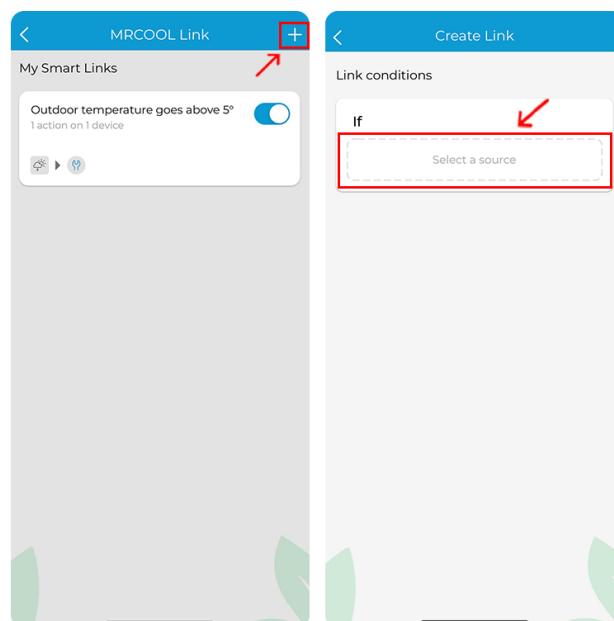 MRCOOL Link
My Smart Links
Outdoor temperature goes above 5°
1 action on 1 device
Create Link
Link conditions
If
Select a source